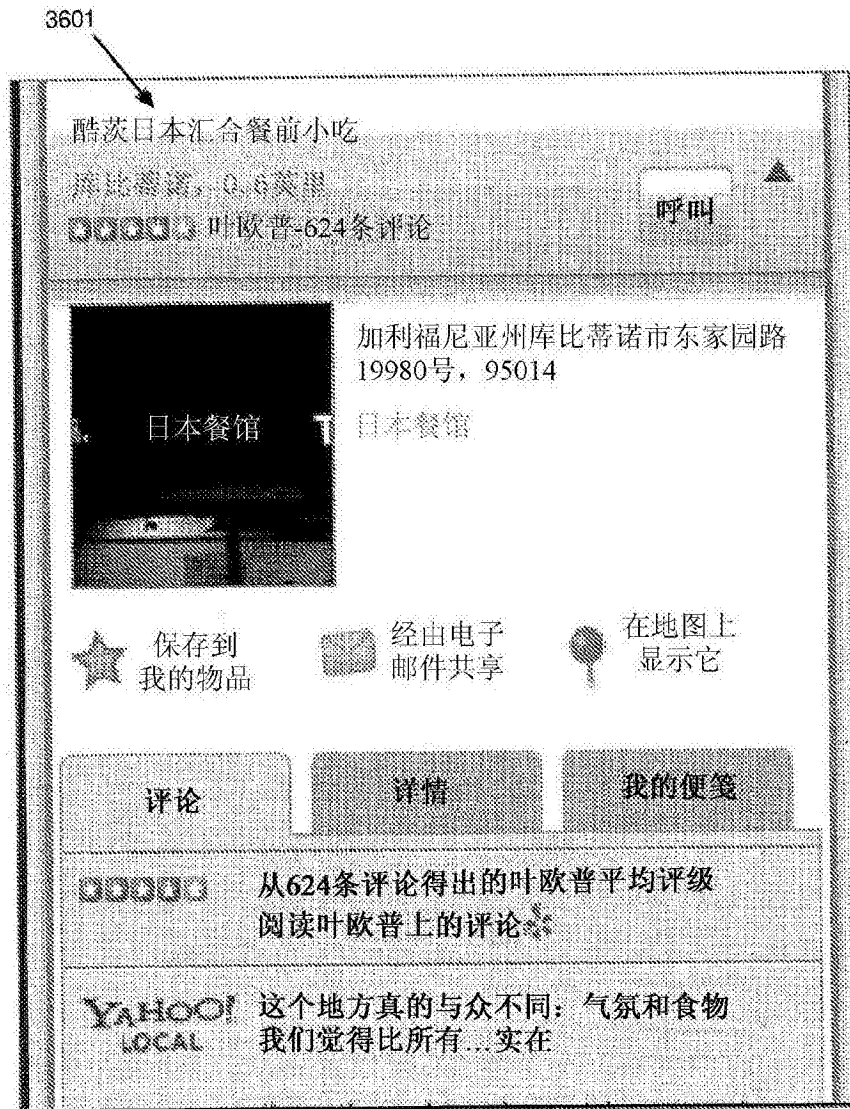 3601
酷茨日本汇合餐前小吃
库比蒂诺，0.6英里
叶欧普-624条评论
呼叫
加利福尼亚州库比蒂诺市东家园路
19980号，95014
日本餐馆
日本餐馆
T
保存到
我的物品
经由电子
邮件共享
在地图上
显示它
评论
详情
我的便笺
从624条评论得出的叶欧普平均评级
阅读叶欧普上的评论
YAHOO!
LOCAL
这个地方真的与众不同：气氛和食物
我们觉得比所有...实在